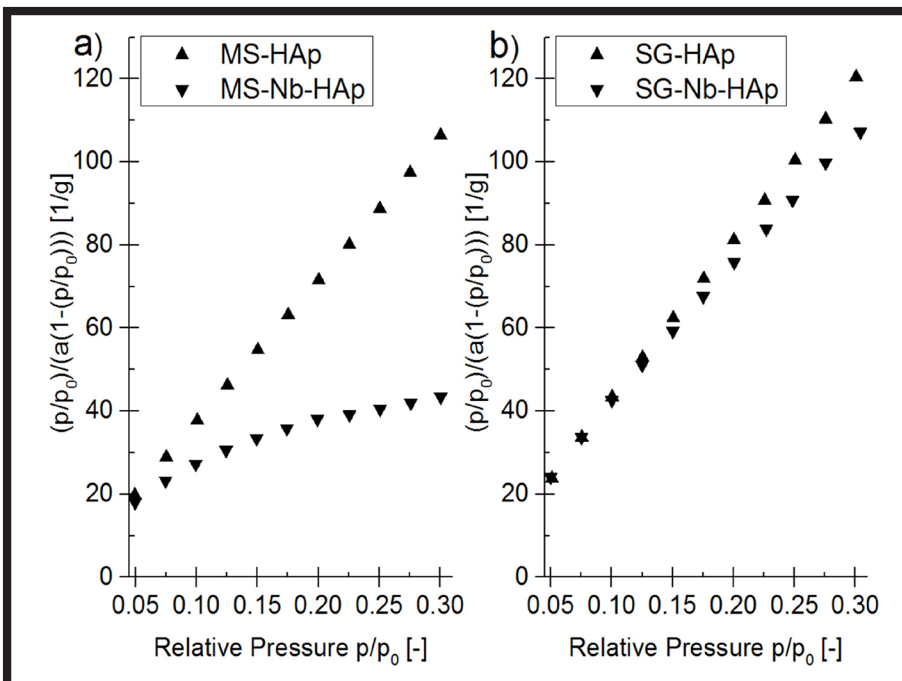 a)
▲ MS-HAp
▼ MS-Nb-HAp
(p/p₀)/(a(1-(p/p₀))) [1/g]
120
100
80
60
40
20
0
0.05 0.10 0.15 0.20 0.25 0.30
Relative Pressure p/p₀ [-]
b)
▲ SG-HAp
▼ SG-Nb-HAp
(p/p₀)/(a(1-(p/p₀))) [1/g]
120
100
80
60
40
20
0
0.05 0.10 0.15 0.20 0.25 0.30
Relative Pressure p/p₀ [-]